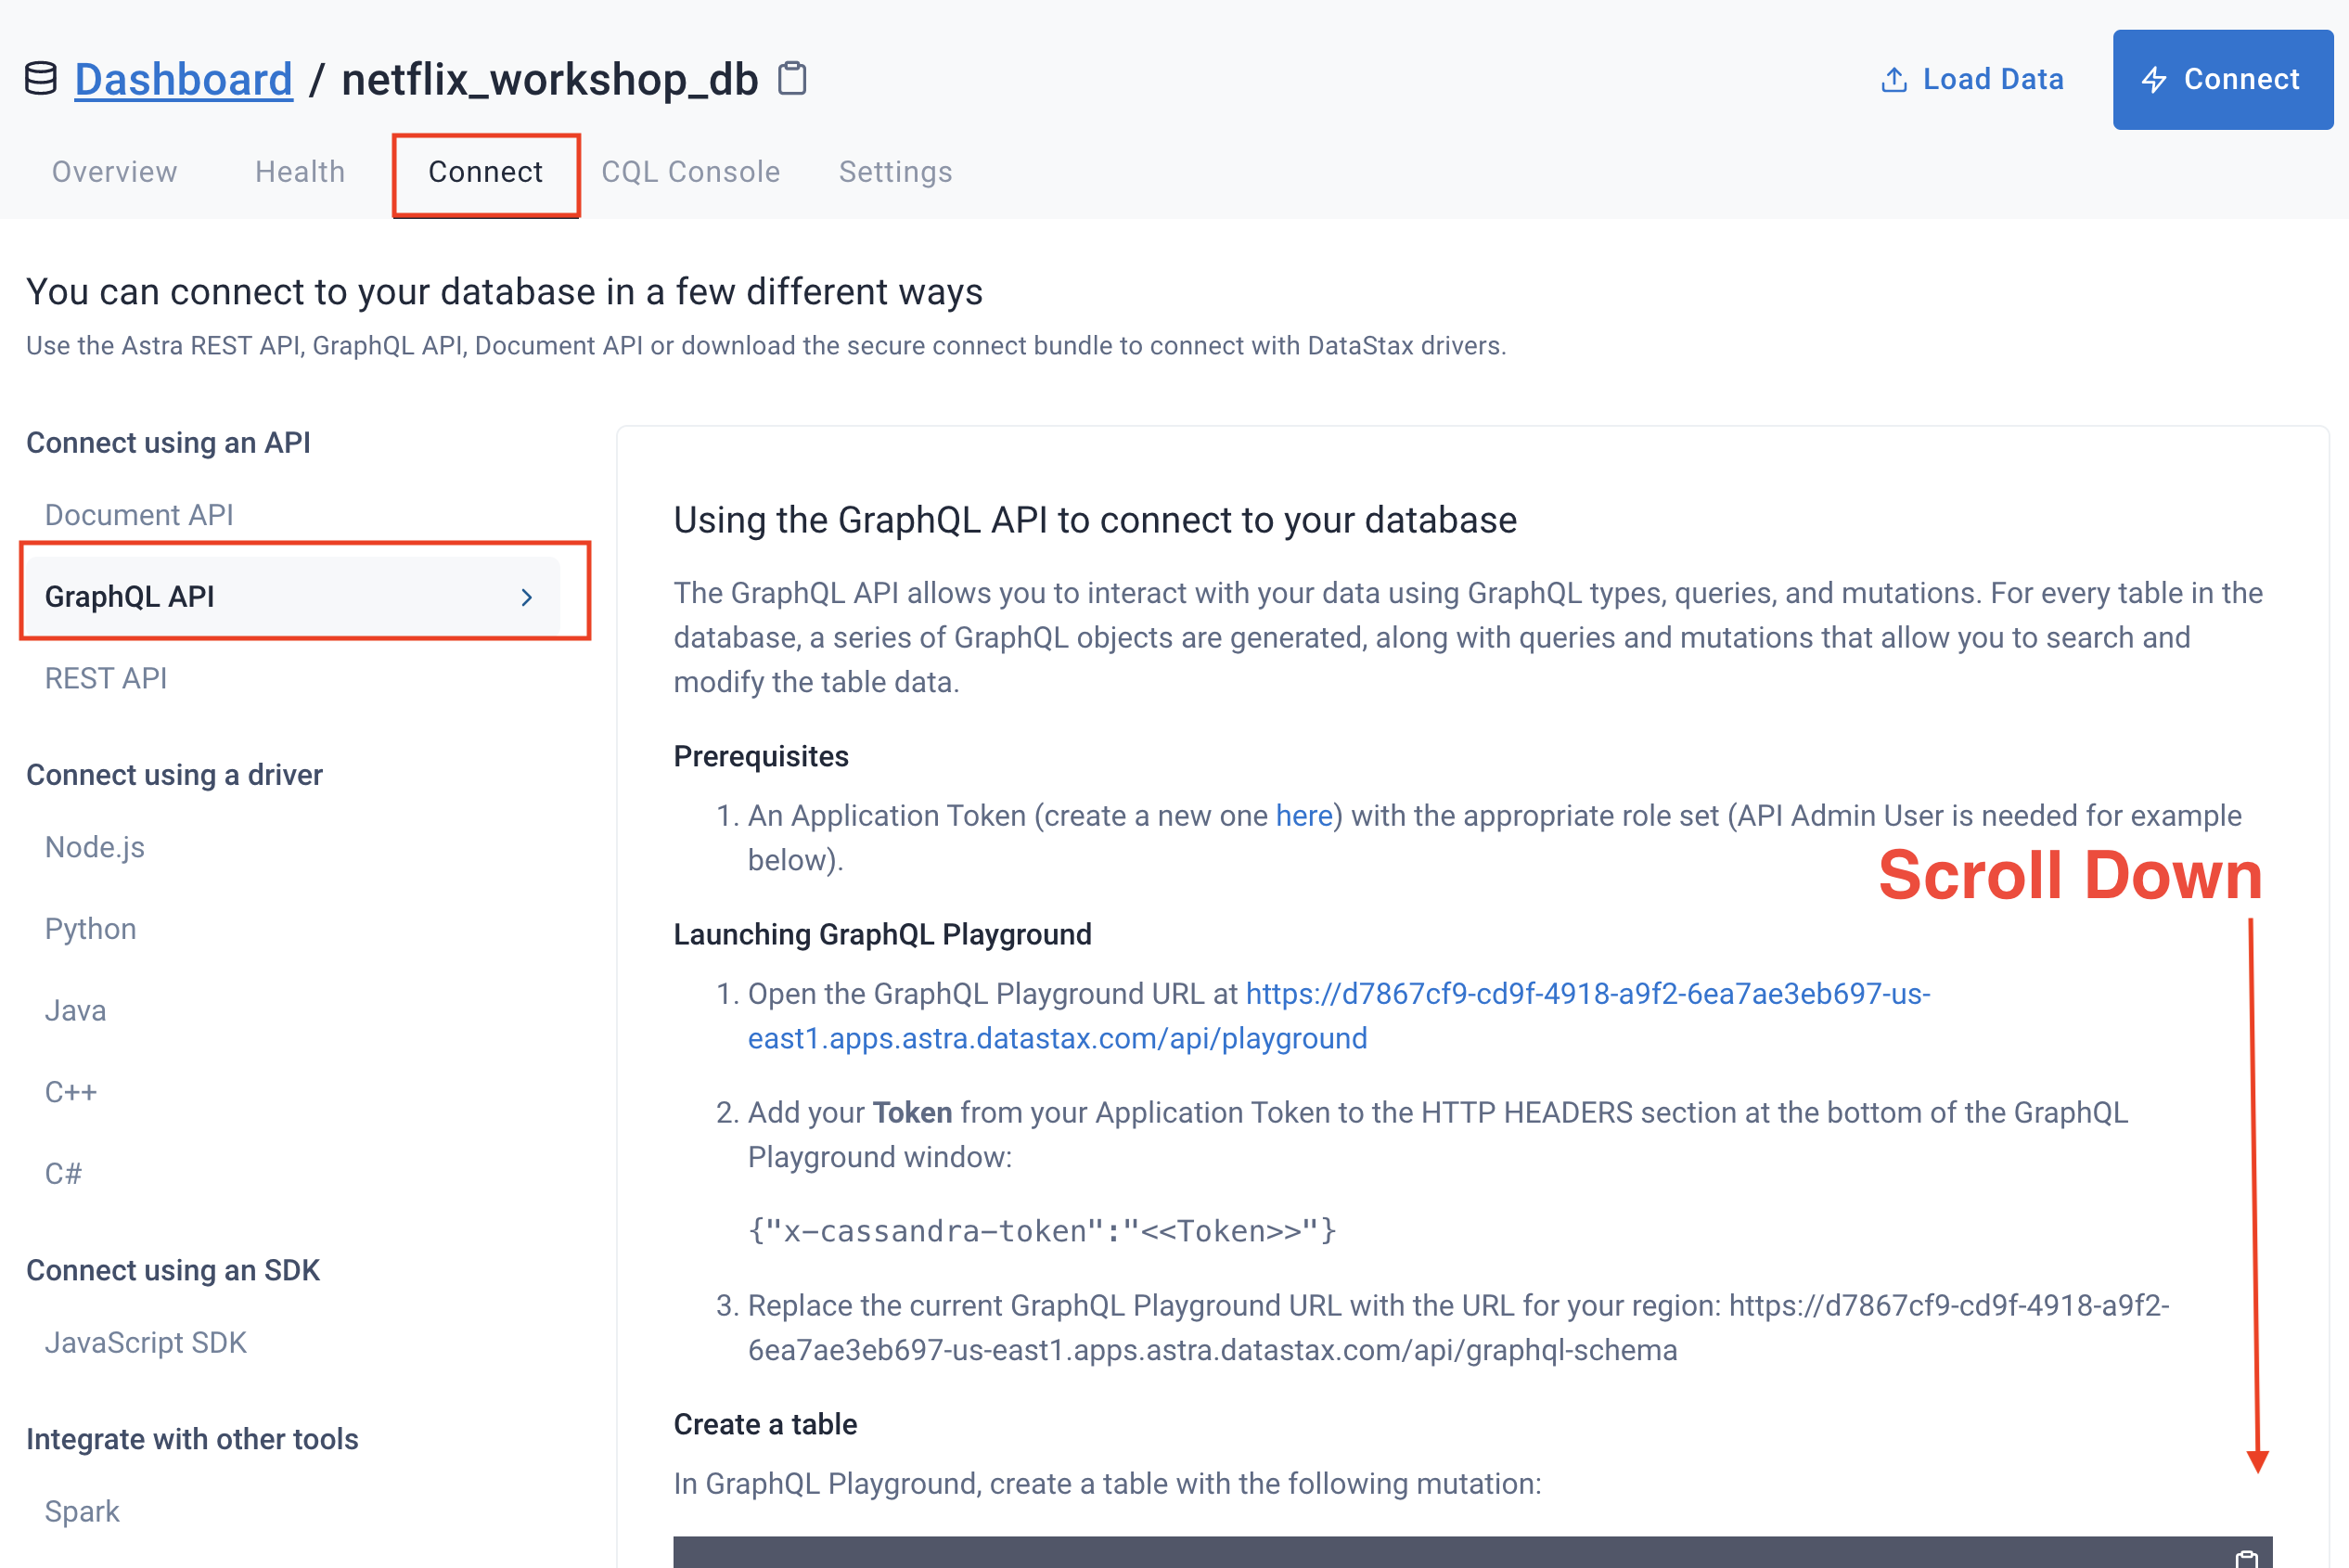 Dashboard / netflix_workshop_db
Load Data
Connect
Overview
Health
Connect
CQL Console
Settings
You can connect to your database in a few different ways
Use the Astra REST API, GraphQL API, Document API or download the secure connect bundle to connect with DataStax drivers.
Connect using an API
Document API
GraphQL API
REST API
Connect using a driver
Node.js
Python
Java
C++
C#
Connect using an SDK
JavaScript SDK
Integrate with other tools
Spark
Using the GraphQL API to connect to your database
The GraphQL API allows you to interact with your data using GraphQL types, queries, and mutations. For every table in the
database, a series of GraphQL objects are generated, along with queries and mutations that allow you to search and
modify the table data.
Prerequisites
1. An Application Token (create a new one here) with the appropriate role set (API Admin User is needed for example
below).
Scroll Down
Launching GraphQL Playground
1. Open the GraphQL Playground URL at https://d7867cf9-cd9f-4918-a9f2-6ea7ae3eb697-us-
east1.apps.astra.datastax.com/api/playground
2. Add your Token from your Application Token to the HTTP HEADERS section at the bottom of the GraphQL
Playground window:
{"x-cassandra-token":"<<Token>>"}
3. Replace the current GraphQL Playground URL with the URL for your region: https://d7867cf9-cd9f-4918-a9f2-
6ea7ae3eb697-us-east1.apps.astra.datastax.com/api/graphql-schema
Create a table
In GraphQL Playground, create a table with the following mutation: